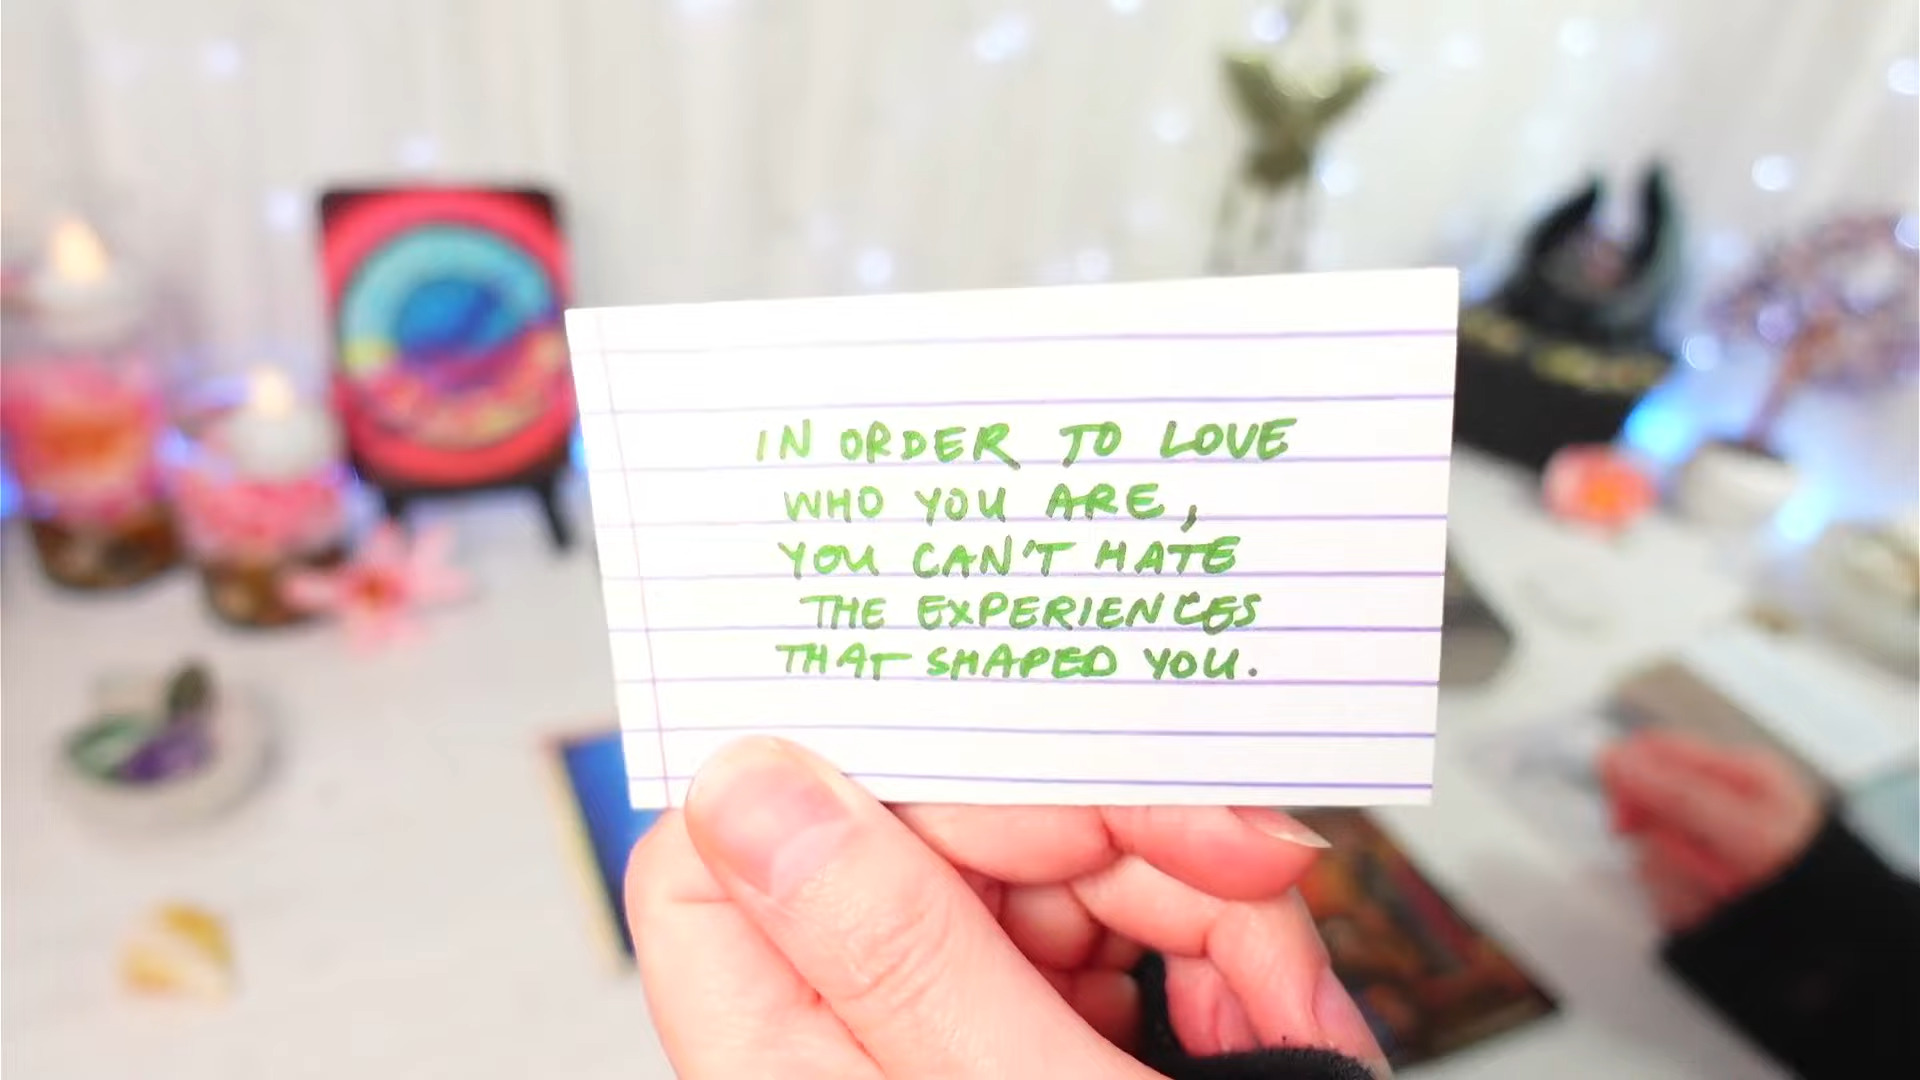 IN ORDER TO LOVE
WHO YOU ARE,
YOU CAN'T HATE
THE EXPERIENCES
THAT SHAPED YOU.